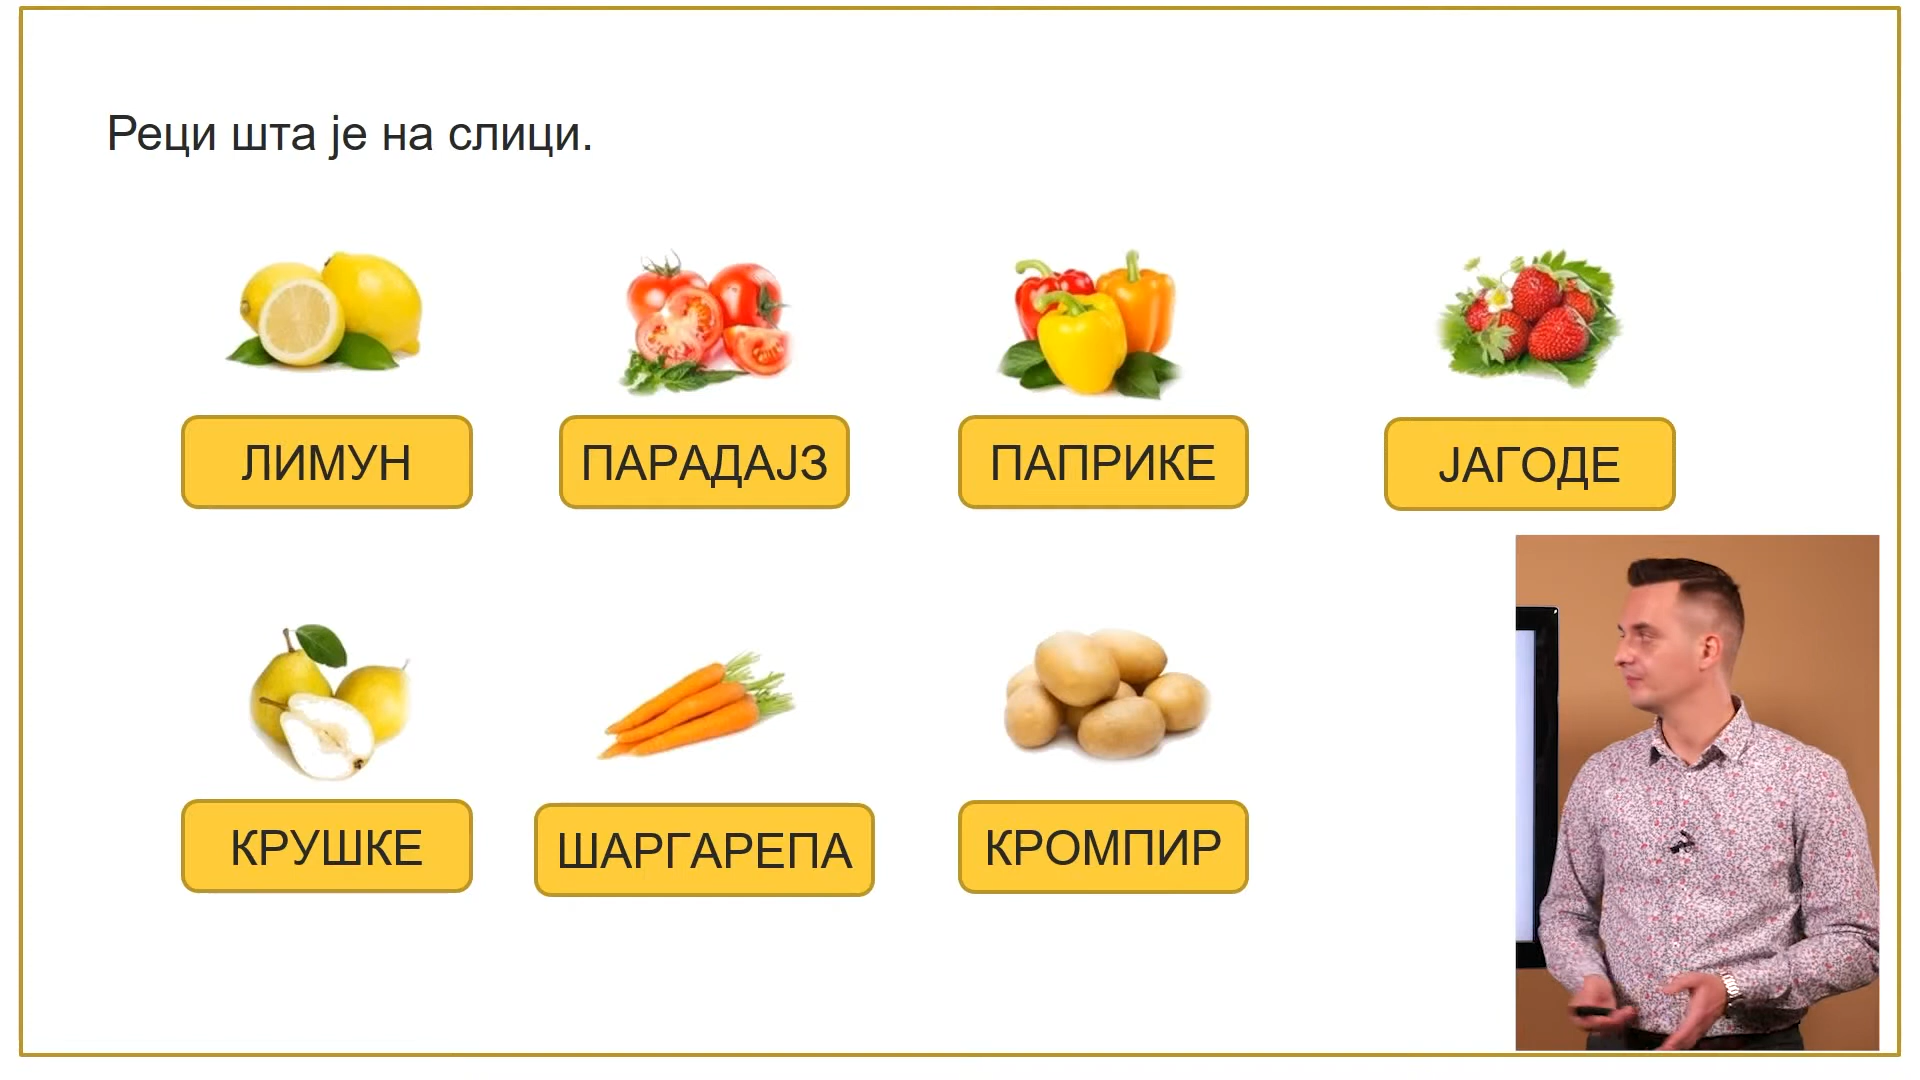 Реци шта је на слици.
ЛИМУН
ПАРАДАЈЗ
ПАПРИКЕ
ЈАГОДЕ
КРУШКЕ
ШАРГАРЕПА
КРОМПИР